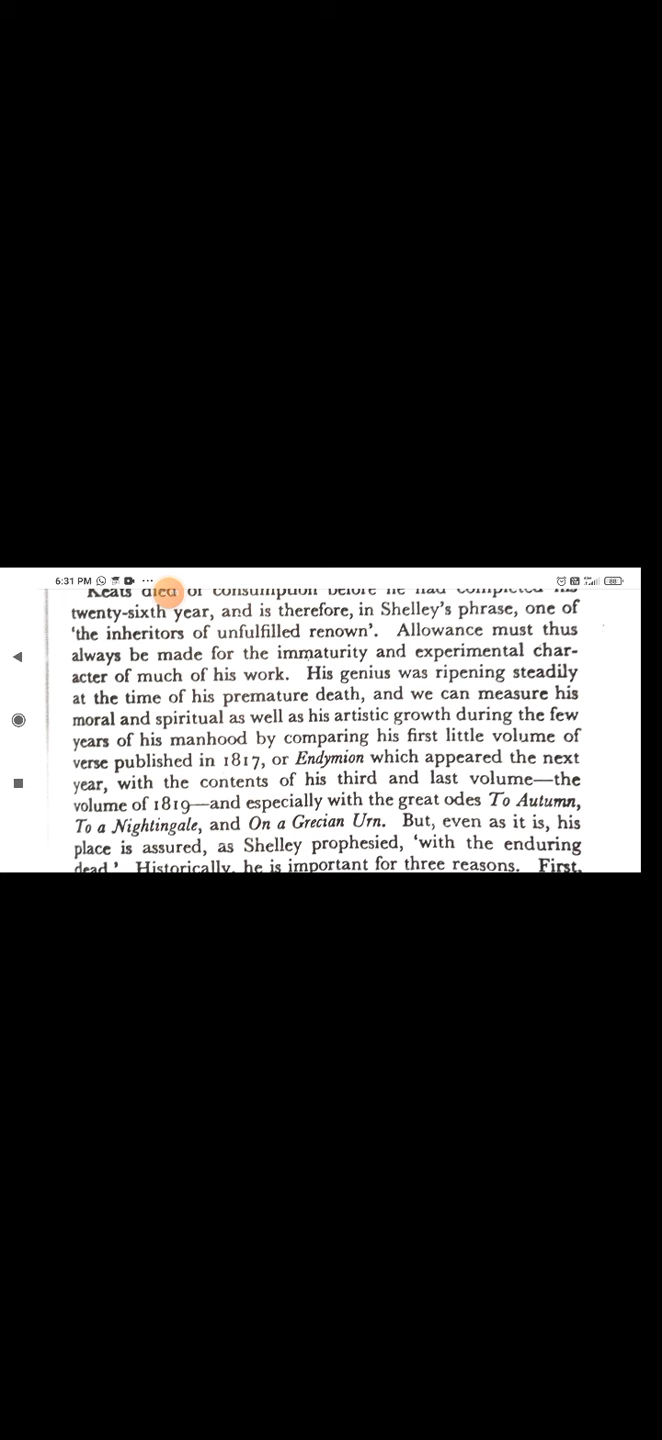 6:31 PM
Keats died of consumption before he had completed his
twenty-sixth year, and is therefore, in Shelley's phrase, one of
'the inheritors of unfulfilled renown'. Allowance must thus
always be made for the immaturity and experimental char-
acter of much of his work. His genius was ripening steadily
at the time of his premature death, and we can measure his
moral and spiritual as well as his artistic growth during the few
years of his manhood by comparing his first little volume of
verse published in 1817, or Endymion which appeared the next
year, with the contents of his third and last volume—the
volume of 1819—and especially with the great odes To Autumn,
To a Nightingale, and On a Grecian Urn. But, even as it is, his
place is assured, as Shelley prophesied, 'with the enduring
dead.' Historically, he is important for three reasons. First,